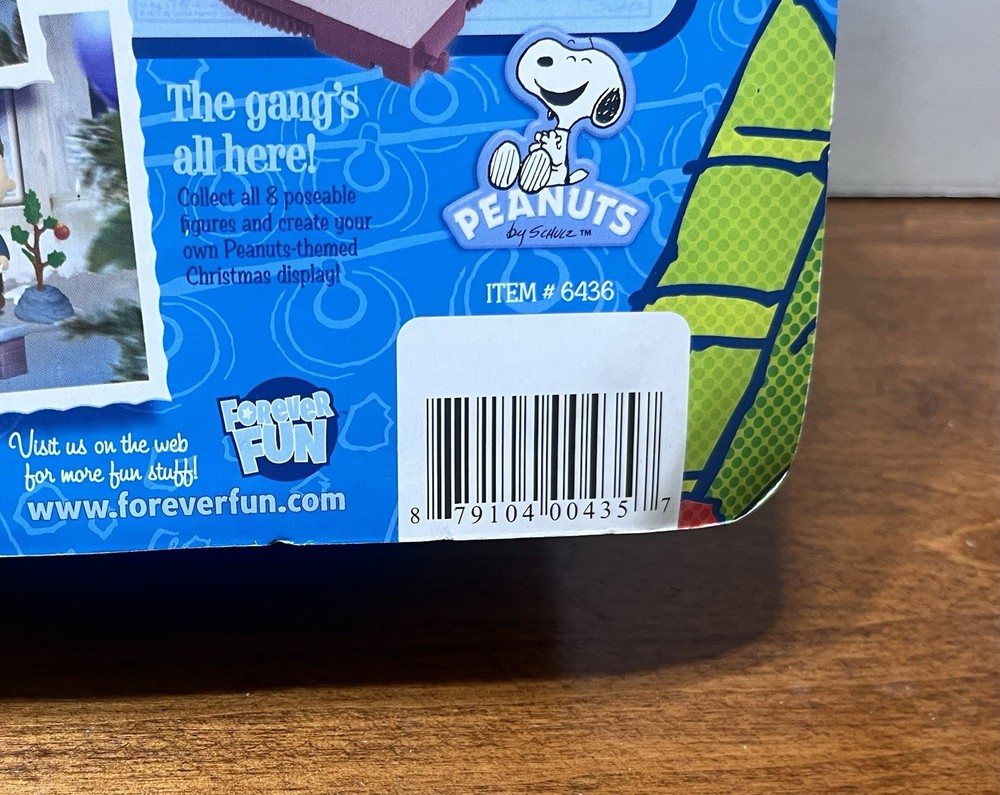 The gang's
all here!
Collect all 8 poseable
figures and create your
own Peanuts-themed
Christmas display!
PEANUTS
by SCHULZ ™
ITEM # 6436
FOREVER
FUN
Visit us on the web
for more fun stuff!
www.foreverfun.com
8 79104 00435 7